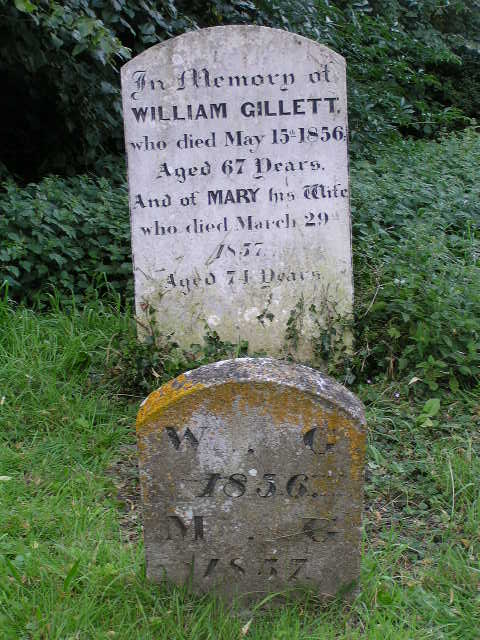 In Memory of
WILLIAM GILLETT,
who died May 15th 1856,
Aged 67 Years.
And of MARY his Wife
who died March 29th
1857.
Aged 74 Years.
W . G
1856.
M . G
1857